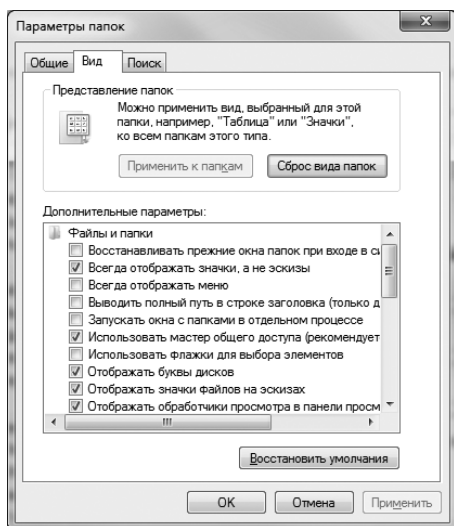 Параметры папок
Общие Вид Поиск
Представление папок
Можно применить вид, выбранный для этой
папки, например, "Таблица" или "Значки",
ко всем папкам этого типа.
Применить к папкам Сброс вида папок
Дополнительные параметры:
Файлы и папки
Восстанавливать прежние окна папок при входе в си
Всегда отображать значки, а не эскизы
Всегда отображать меню
Выводить полный путь в строке заголовка (только д
Запускать окна с папками в отдельном процессе
Использовать мастер общего доступа (рекомендует
Использовать флажки для выбора элементов
Отображать буквы дисков
Отображать значки файлов на эскизах
Отображать обработчики просмотра в панели просм
Восстановить умолчания
OK Отмена Применить